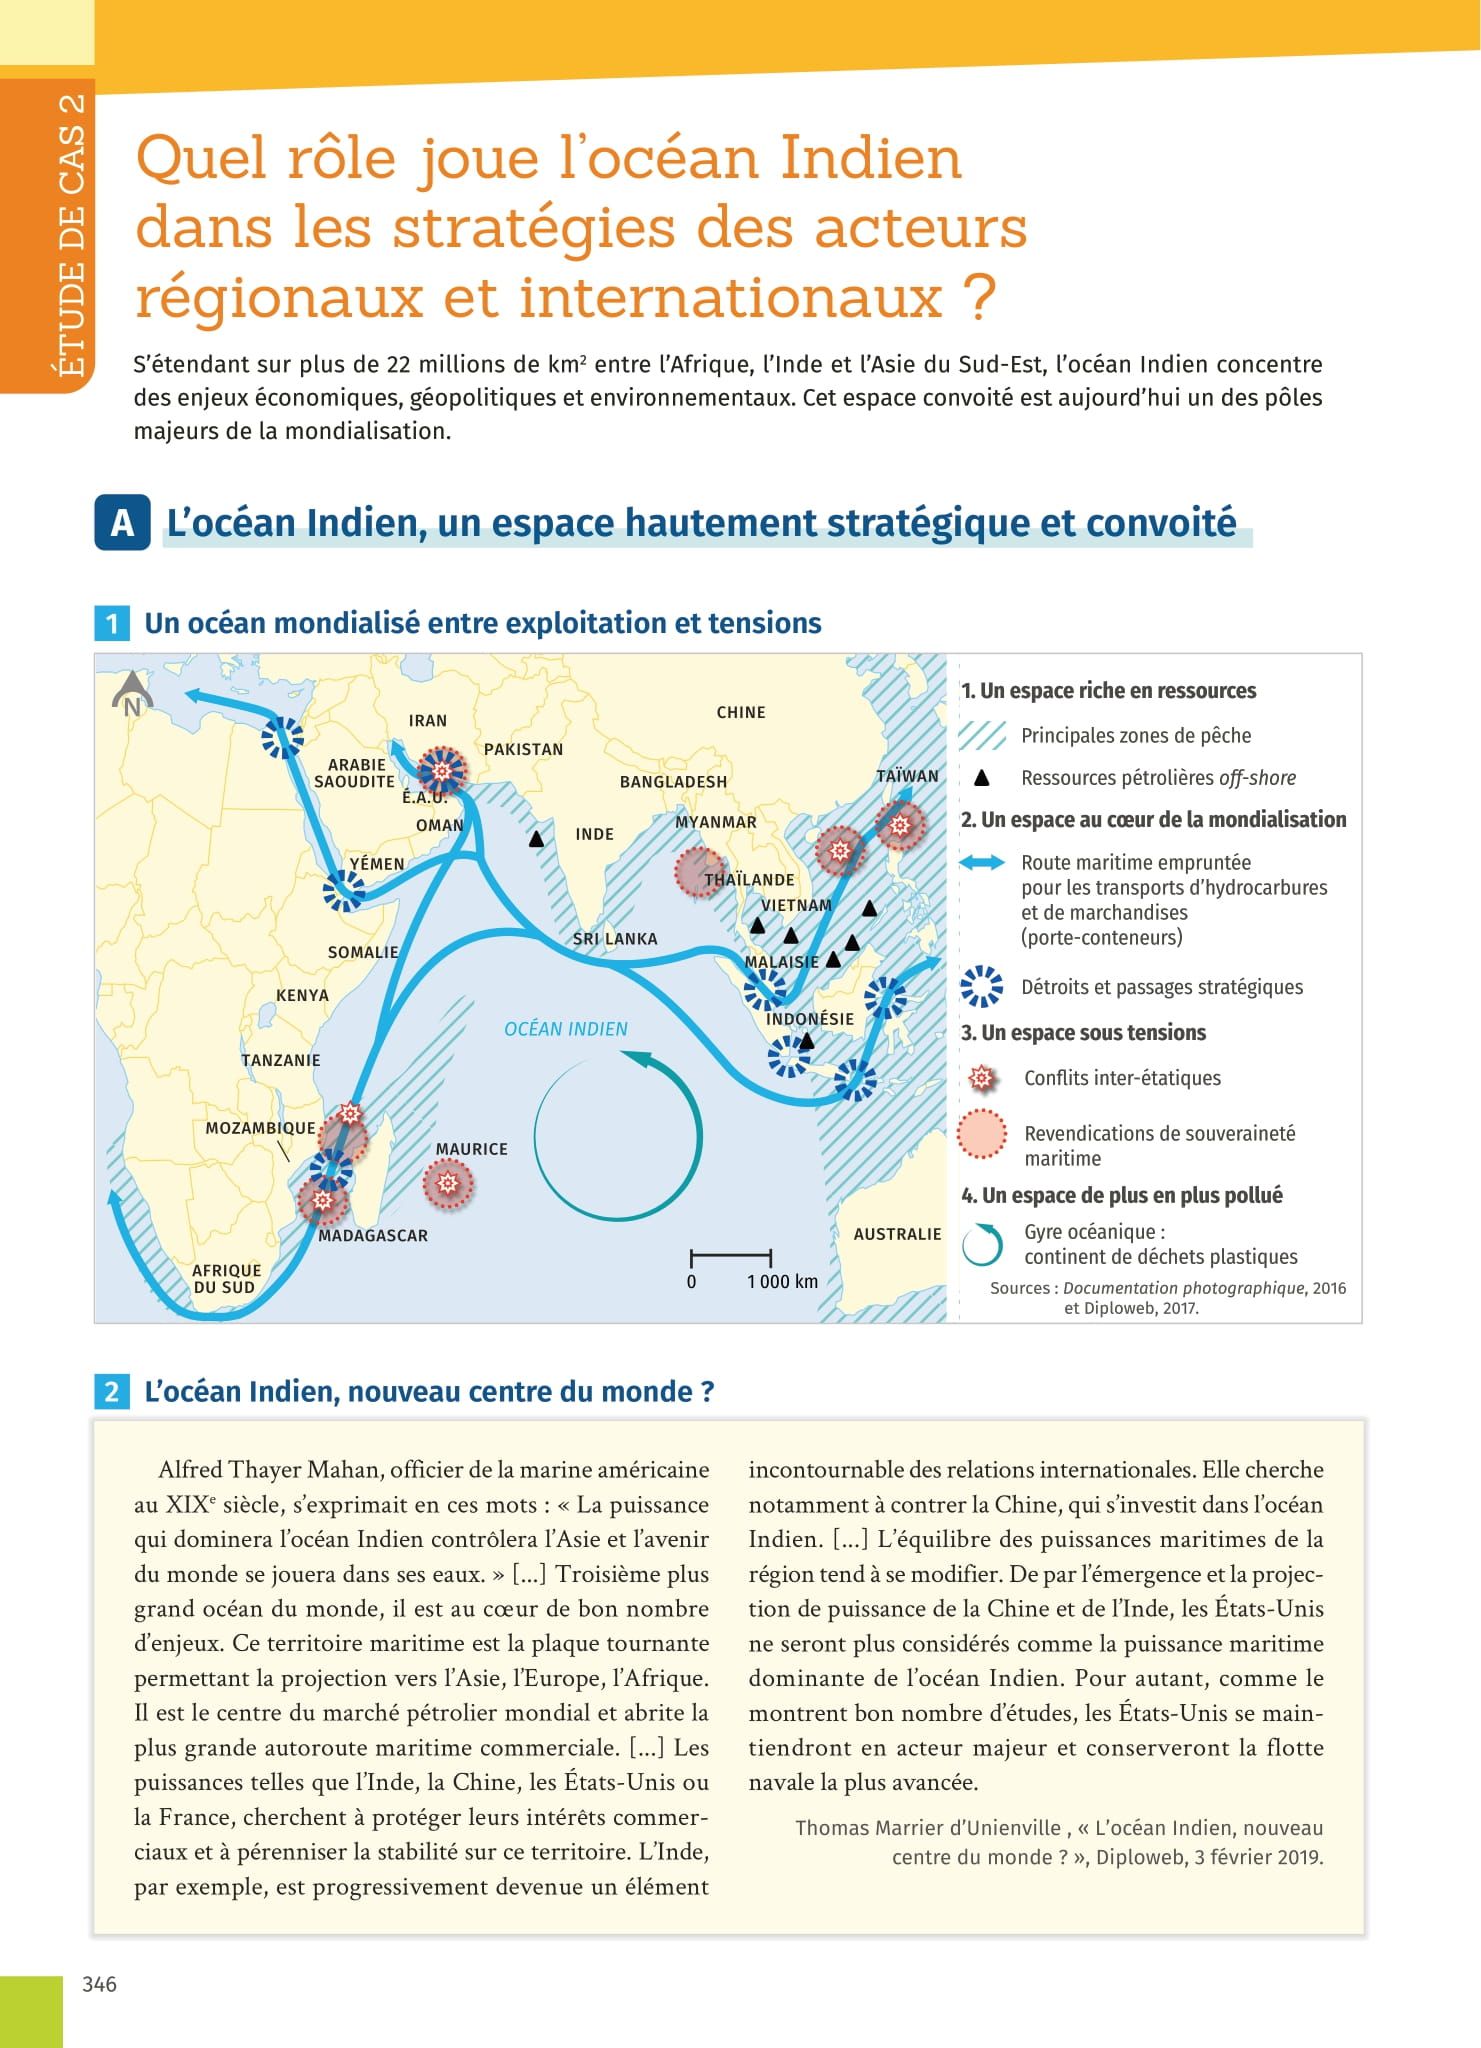 ÉTUDE DE CAS 2
Quel rôle joue l'océan Indien
dans les stratégies des acteurs
régionaux et internationaux ?
S'étendant sur plus de 22 millions de km² entre l'Afrique, l'Inde et l'Asie du Sud-Est, l'océan Indien concentre
des enjeux économiques, géopolitiques et environnementaux. Cet espace convoité est aujourd'hui un des pôles
majeurs de la mondialisation.
A L'océan Indien, un espace hautement stratégique et convoité
1 Un océan mondialisé entre exploitation et tensions
N
IRAN
CHINE
PAKISTAN
ARABIE
SAOUDITE
BANGLADESH
TAÏWAN
É.A.U.
OMAN
INDE
MYANMAR
YÉMEN
THAÏLANDE
VIETNAM
SOMALIE
SRI LANKA
MALAISIE
KENYA
INDONÉSIE
OCÉAN INDIEN
TANZANIE
MOZAMBIQUE
MAURICE
MADAGASCAR
AUSTRALIE
AFRIQUE
DU SUD
0 1 000 km
1. Un espace riche en ressources
Principales zones de pêche
Ressources pétrolières off-shore
2. Un espace au cœur de la mondialisation
Route maritime empruntée
pour les transports d'hydrocarbures
et de marchandises
(porte-conteneurs)
Détroits et passages stratégiques
3. Un espace sous tensions
Conflits inter-étatiques
Revendications de souveraineté
maritime
4. Un espace de plus en plus pollué
Gyre océanique :
continent de déchets plastiques
Sources : Documentation photographique, 2016
et Diploweb, 2017.
2 L'océan Indien, nouveau centre du monde ?
Alfred Thayer Mahan, officier de la marine américaine
au XIXe siècle, s'exprimait en ces mots : « La puissance
qui dominera l'océan Indien contrôlera l'Asie et l'avenir
du monde se jouera dans ses eaux. » [...] Troisième plus
grand océan du monde, il est au cœur de bon nombre
d'enjeux. Ce territoire maritime est la plaque tournante
permettant la projection vers l'Asie, l'Europe, l'Afrique.
Il est le centre du marché pétrolier mondial et abrite la
plus grande autoroute maritime commerciale. [...] Les
puissances telles que l'Inde, la Chine, les États-Unis ou
la France, cherchent à protéger leurs intérêts commer-
ciaux et à pérenniser la stabilité sur ce territoire. L'Inde,
par exemple, est progressivement devenue un élément
incontournable des relations internationales. Elle cherche
notamment à contrer la Chine, qui s'investit dans l'océan
Indien. [...] L'équilibre des puissances maritimes de la
région tend à se modifier. De par l'émergence et la projec-
tion de puissance de la Chine et de l'Inde, les États-Unis
ne seront plus considérés comme la puissance maritime
dominante de l'océan Indien. Pour autant, comme le
montrent bon nombre d'études, les États-Unis se main-
tiendront en acteur majeur et conserveront la flotte
navale la plus avancée.
Thomas Marrier d'Unienville , « L'océan Indien, nouveau
centre du monde ? », Diploweb, 3 février 2019.
346